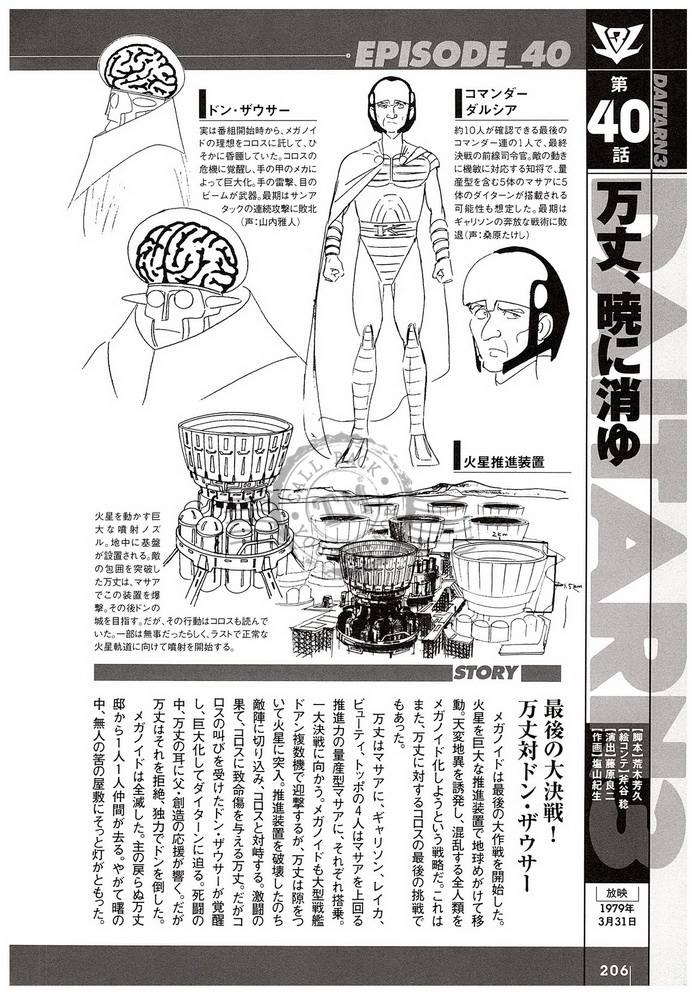 EPISODE_40
DAITARN3
第
40
話
万丈、暁に消ゆ
DAITARN3
【脚本】荒木芳久
【絵コンテ】斧谷 稔
【演出】藤原良二
【作画】塩山紀生
放映
1979年
3月31日
コマンダー
ダルシア
約10人が確認できる最後の
コマンダー連の1人で、最終
決戦の前線司令官。敵の動き
に機敏に対応する知将で、量
産型を含む5体のマサアに5
体のダイターンが搭載される
可能性も想定した。最期は
ギャリソンの奔放な戦術に敗
退（声：桑原たけし）
ドン・ザウサー
実は番組開始時から、メガノイ
ドの理想をコロスに託して、ひ
そかに昏睡していた。コロスの
危機に覚醒し、手の甲のメカに
よって巨大化。手の雷撃、目の
ビームが武器。最期はサンア
タックの連続攻撃に敗北
（声：山内雅人）
火星推進装置
2km
火星を動かす巨
大な噴射ノズ
ル。地中に基盤
が設置される。敵
の包囲を突破し
た万丈は、マサア
でこの装置を爆
撃。その後ドンの
城を目指す。だが、その行動はコロスも読んで
いた。一部は無事だったらしく、ラストで正常な
火星軌道に向けて噴射を開始する。
STORY
最後の大決戦！
万丈対ドン・ザウサー
メガノイドは最後の大作戦を開始した。
火星を巨大な推進装置で地球めがけて移
動。天変地異を誘発し、混乱する全人類を
メガノイド化しようという戦略だ。これは
また、万丈に対するコロスの最後の挑戦で
もあった。
万丈はマサアに、ギャリソン、レイカ、
ビューティ、トッポの4人はマサアを上回る
推進力の量産型マサアに、それぞれ搭乗。
一大決戦に向かう。メガノイドも大型戦艦
ドアン複数機で迎撃するが、万丈は隙をつ
いて火星に突入。推進装置を破壊したのち
敵陣に切り込み、コロスと対峙する。激闘の
果て、コロスに致命傷を与える万丈。だがコ
ロスの叫びを受けたドン・ザウサーが覚醒
し、巨大化してダイターンに迫る。死闘の
中、万丈の耳に父・創造の応援が響く。だが
万丈はそれを拒絶、独力でドンを倒した。
メガノイドは全滅した。主の戻らぬ万丈
邸から1人1人仲間が去る。やがて曙の
中、無人の筈の屋敷にそっと灯がともった。
206